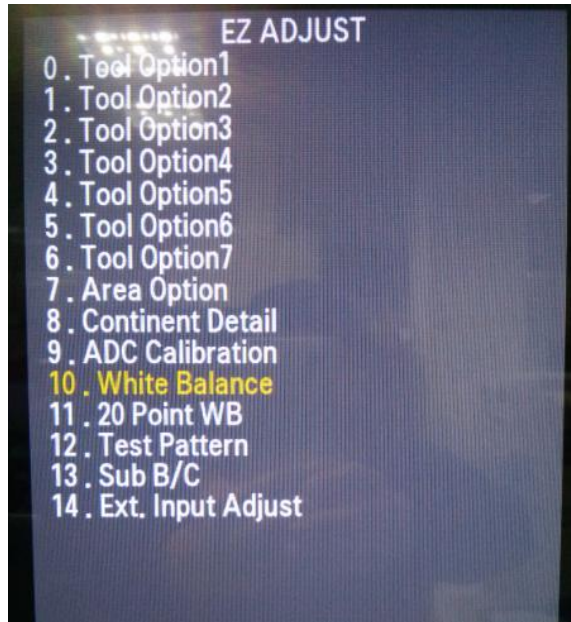 EZ ADJUST
0 . Tool Option1
1 . Tool Option2
2 . Tool Option3
3 . Tool Option4
4 . Tool Option5
5 . Tool Option6
6 . Tool Option7
7 . Area Option
8 . Continent Detail
9 . ADC Calibration
10 . White Balance
11 . 20 Point WB
12 . Test Pattern
13 . Sub B/C
14 . Ext. Input Adjust